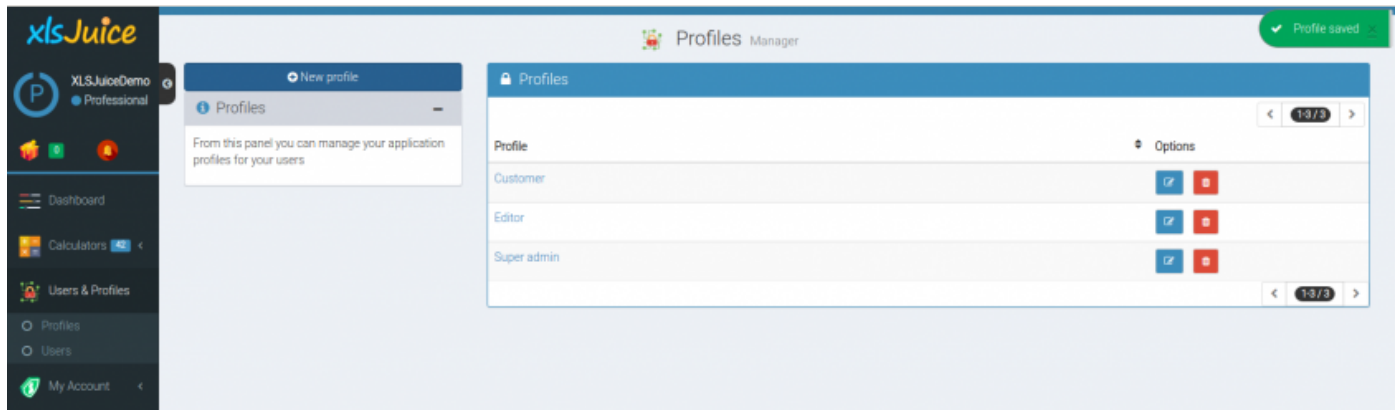 xlsJuice
XLSJuiceDemo
Professional
P
0
Dashboard
Calculators 42
Users & Profiles
Profiles
Users
My Account
Profiles Manager
Profile saved
New profile
Profiles
From this panel you can manage your application
profiles for your users
Profiles
1-3 / 3
Profile
Options
Customer
Editor
Super admin
1-3 / 3